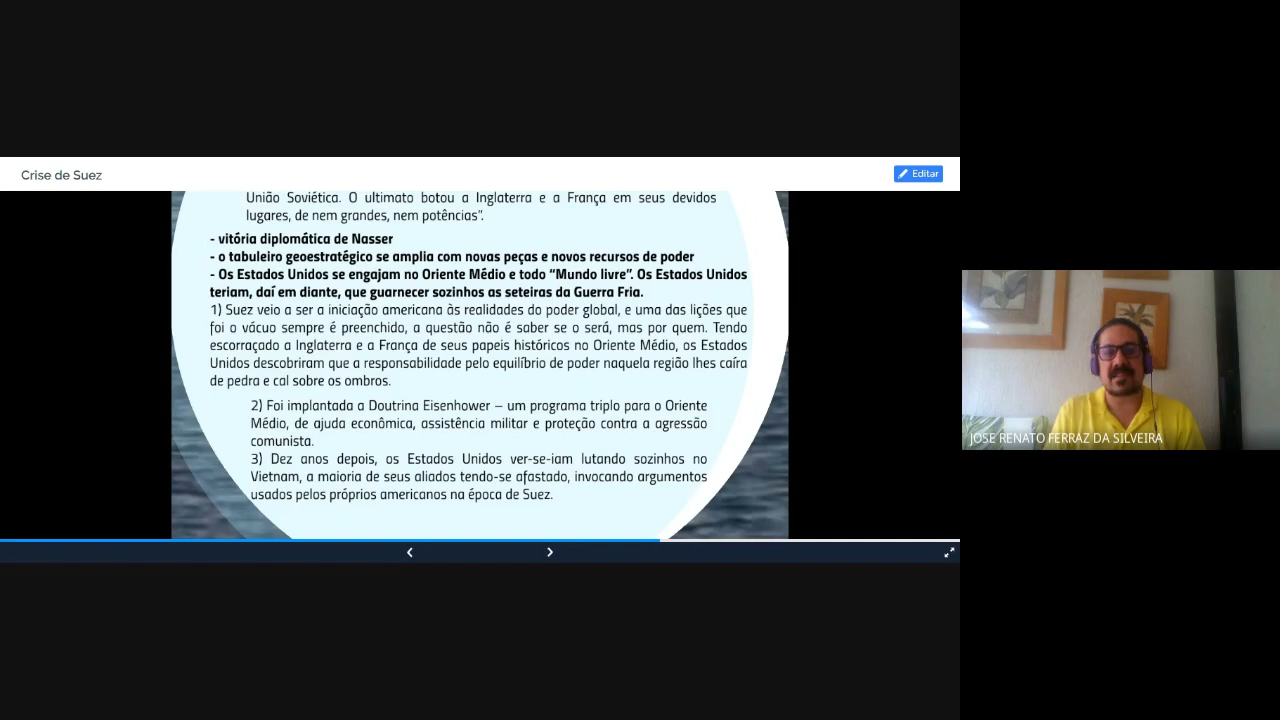 Crise de Suez
Editar
União Soviética. O ultimato botou a Inglaterra e a França em seus devidos
lugares, de nem grandes, nem potências”.
- vitória diplomática de Nasser
- o tabuleiro geoestratégico se amplia com novas peças e novos recursos de poder
- Os Estados Unidos se engajam no Oriente Médio e todo “Mundo livre”. Os Estados Unidos
teriam, daí em diante, que guarnecer sozinhos as seteiras da Guerra Fria.
1) Suez veio a ser a iniciação americana às realidades do poder global, e uma das lições que
foi o vácuo sempre é preenchido, a questão não é saber se o será, mas por quem. Tendo
escorraçado a Inglaterra e a França de seus papeis históricos no Oriente Médio, os Estados
Unidos descobriram que a responsabilidade pelo equilíbrio de poder naquela região lhes caíra
de pedra e cal sobre os ombros.
2) Foi implantada a Doutrina Eisenhower – um programa triplo para o Oriente
Médio, de ajuda econômica, assistência militar e proteção contra a agressão
comunista.
3) Dez anos depois, os Estados Unidos ver-se-iam lutando sozinhos no
Vietnam, a maioria de seus aliados tendo-se afastado, invocando argumentos
usados pelos próprios americanos na época de Suez.
JOSE RENATO FERRAZ DA SILVEIRA